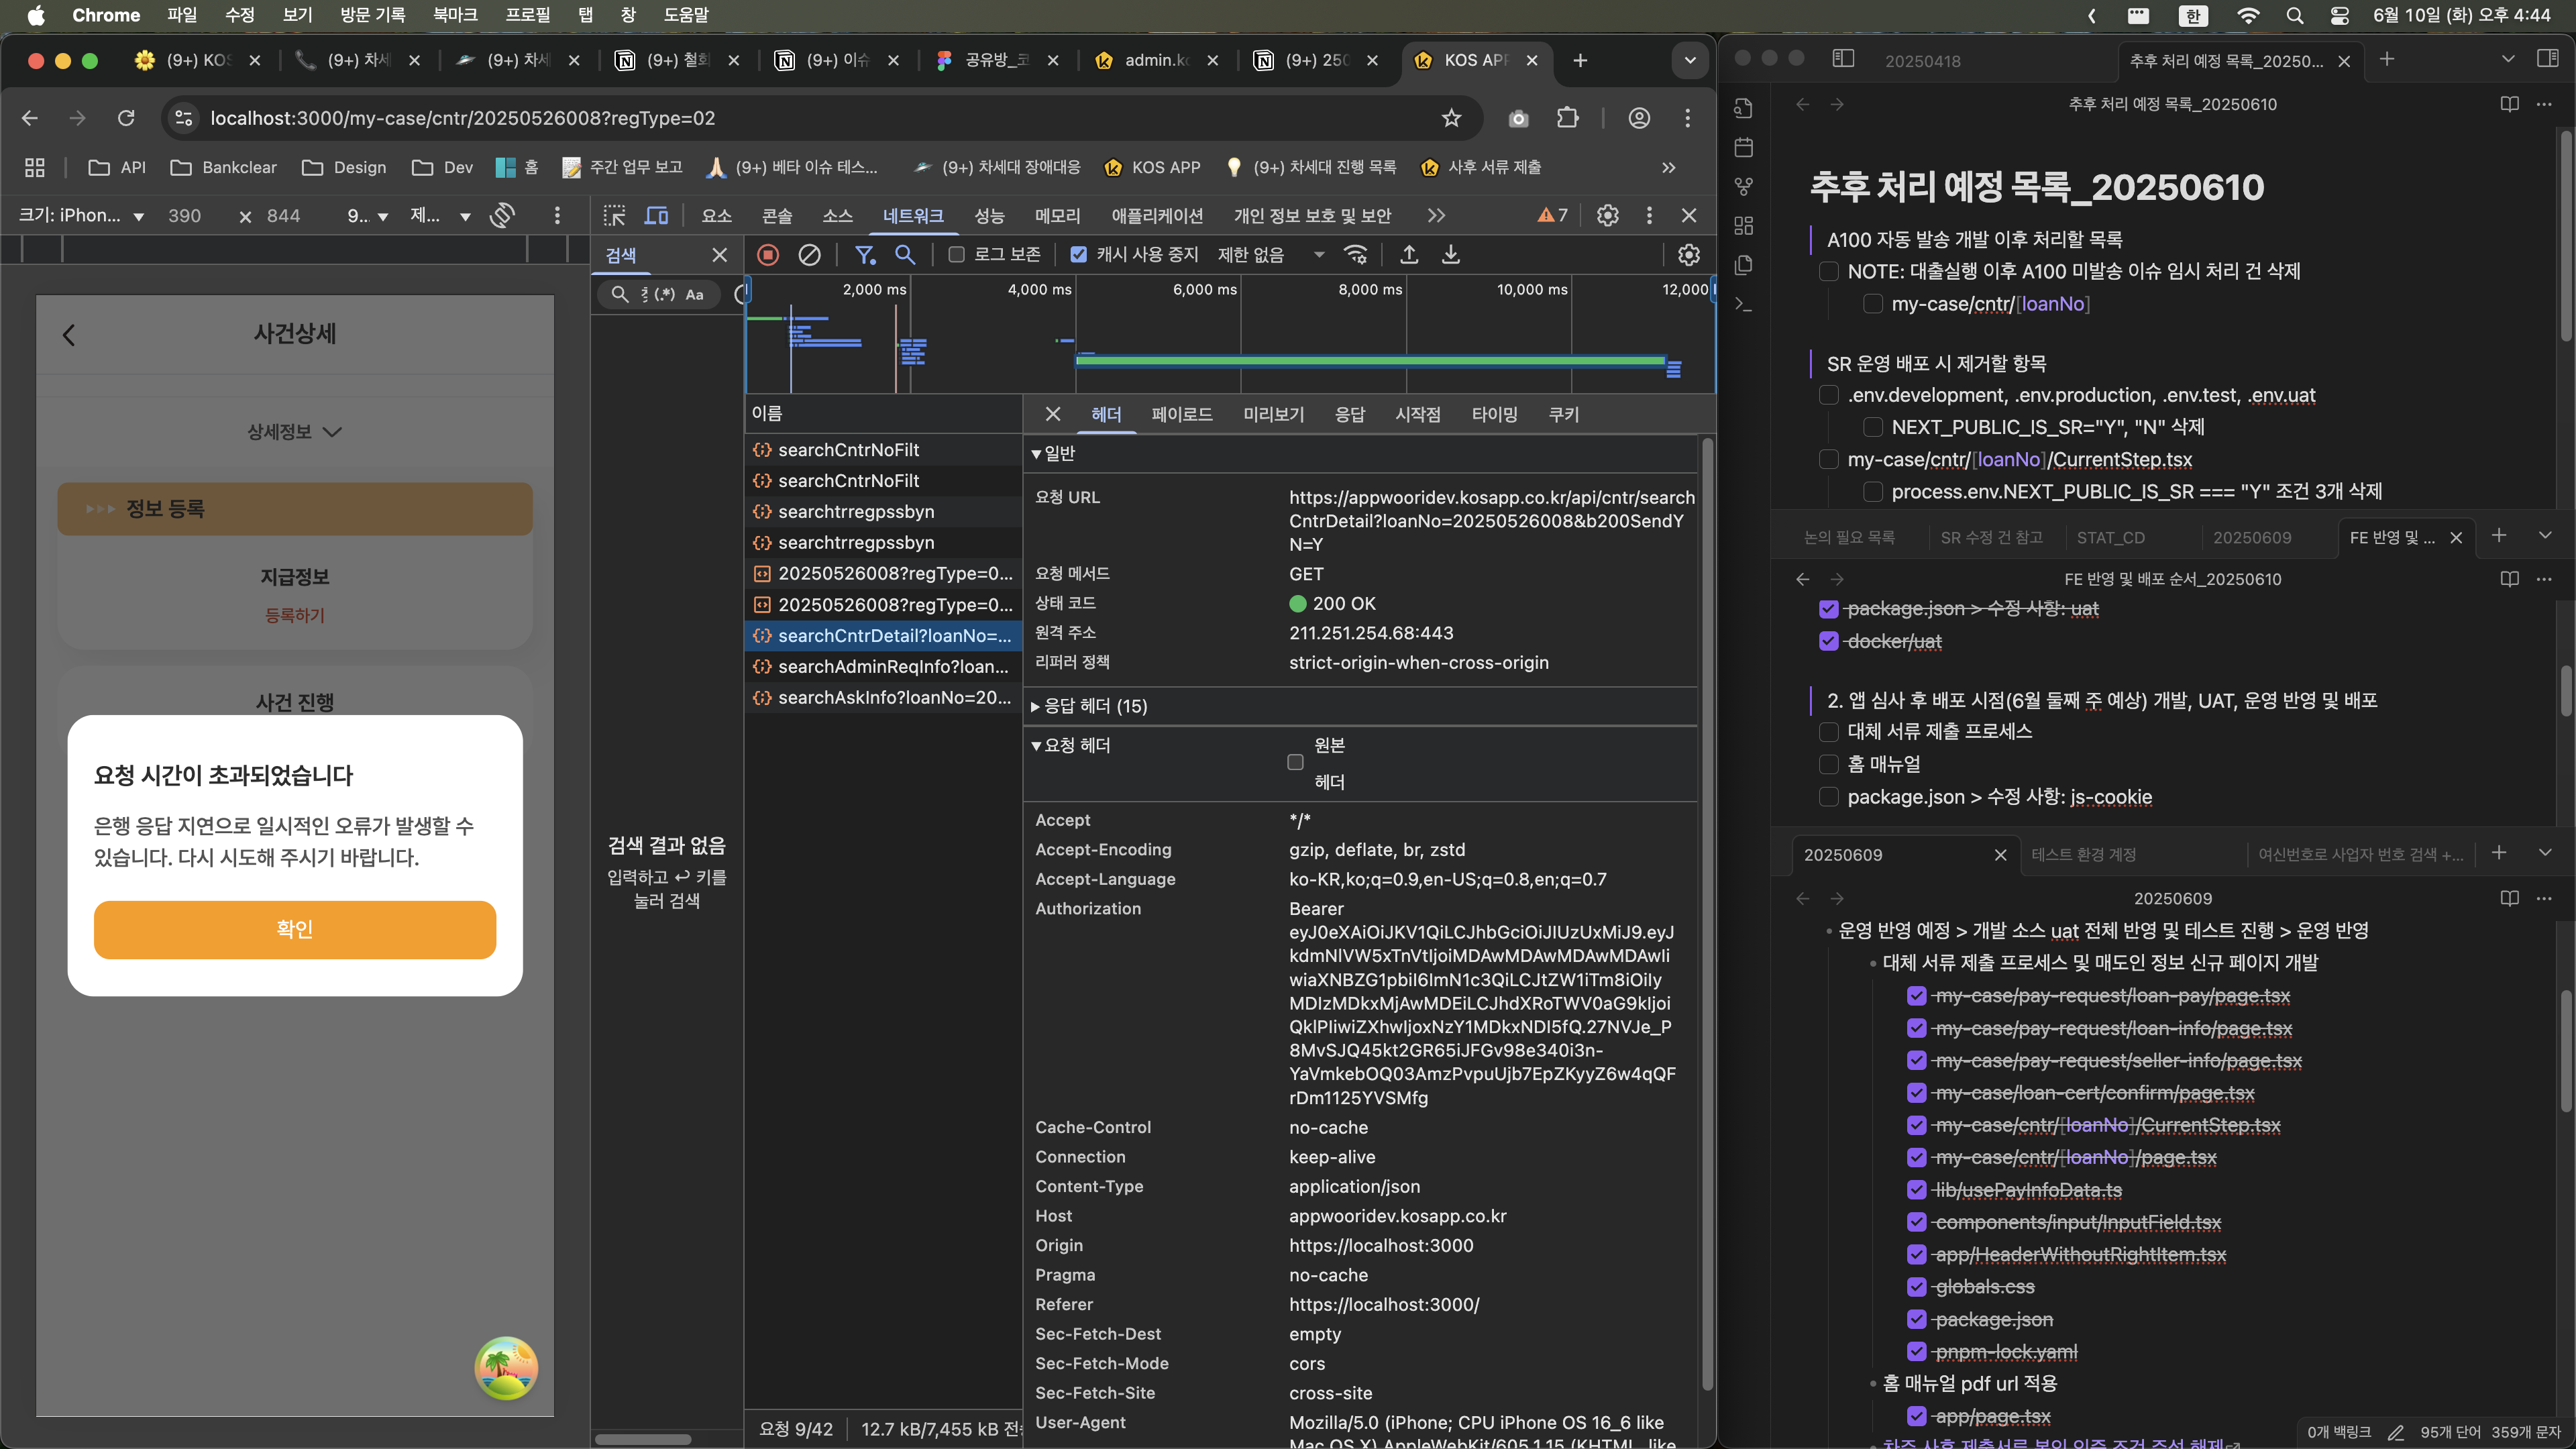 Chrome 파일 수정 보기 방문 기록 북마크 프로필 탭 창 도움말
한 6월 10일 (화) 오후 4:44
(9+) KOS
(9+) 차세
(9+) 차세
(9+) 철회
(9+) 이슈
공유방_코
admin.k
(9+) 250
KOS AP
localhost:3000/my-case/cntr/20250526008?regType=02
API
Bankclear
Design
Dev
홈
주간 업무 보고
(9+) 베타 이슈 테스...
(9+) 차세대 장애대응
KOS APP
(9+) 차세대 진행 목록
사후 서류 제출
크기: iPhon... 390 × 844 9... 제...
요소 콘솔 소스 네트워크 성능 메모리 애플리케이션 개인 정보 보호 및 보안 7
사건상세
상세정보
정보 등록
지급정보
등록하기
사건 진행
요청 시간이 초과되었습니다
은행 응답 지연으로 일시적인 오류가 발생할 수
있습니다. 다시 시도해 주시기 바랍니다.
확인
검색
(.*) Aa
검색 결과 없음
입력하고 ↩ 키를
눌러 검색
로그 보존 캐시 사용 중지 제한 없음
2,000 ms 4,000 ms 6,000 ms 8,000 ms 10,000 ms 12,000
이름
searchCntrNoFilt
searchCntrNoFilt
searchtrregpssbyn
searchtrregpssbyn
20250526008?regType=0...
20250526008?regType=0...
searchCntrDetail?loanNo=...
searchAdminReqInfo?loan...
searchAskInfo?loanNo=20...
요청 9/42 12.7 kB/7,455 kB 전
헤더 페이로드 미리보기 응답 시작점 타이밍 쿠키
▼일반
요청 URL https://appwooridev.kosapp.co.kr/api/cntr/search
CntrDetail?loanNo=20250526008&b200SendY
N=Y
요청 메서드 GET
상태 코드 200 OK
원격 주소 211.251.254.68:443
리퍼러 정책 strict-origin-when-cross-origin
▶응답 헤더 (15)
▼요청 헤더 원본
헤더
Accept */*
Accept-Encoding gzip, deflate, br, zstd
Accept-Language ko-KR,ko;q=0.9,en-US;q=0.8,en;q=0.7
Authorization Bearer
Cache-Control no-cache
Connection keep-alive
Content-Type application/json
Host appwooridev.kosapp.co.kr
Origin https://localhost:3000
Pragma no-cache
Referer https://localhost:3000/
Sec-Fetch-Dest empty
Sec-Fetch-Mode cors
Sec-Fetch-Site cross-site
User-Agent Mozilla/5.0 (iPhone; CPU iPhone OS 16_6 like
Mac OS X) AppleWebKit/605.1.15 (KHTML, like
20250418
추후 처리 예정 목록_20250...
추후 처리 예정 목록_20250610
추후 처리 예정 목록_20250610
A100 자동 발송 개발 이후 처리할 목록
NOTE: 대출실행 이후 A100 미발송 이슈 임시 처리 건 삭제
my-case/cntr/[loanNo]
SR 운영 배포 시 제거할 항목
.env.development, .env.production, .env.test, .env.uat
NEXT_PUBLIC_IS_SR="Y", "N" 삭제
my-case/cntr/[loanNo]/CurrentStep.tsx
process.env.NEXT_PUBLIC_IS_SR === "Y" 조건 3개 삭제
논의 필요 목록 SR 수정 건 참고 STAT_CD 20250609 FE 반영 및 ...
FE 반영 및 배포 순서_20250610
package.json > 수정 사항: uat
docker/uat
2. 앱 심사 후 배포 시점(6월 둘째 주 예상) 개발, UAT, 운영 반영 및 배포
대체 서류 제출 프로세스
홈 매뉴얼
package.json > 수정 사항: js-cookie
20250609 테스트 환경 계정 여신번호로 사업자 번호 검색 +...
20250609
운영 반영 예정 > 개발 소스 uat 전체 반영 및 테스트 진행 > 운영 반영
대체 서류 제출 프로세스 및 매도인 정보 신규 페이지 개발
my-case/pay-request/loan-pay/page.tsx
my-case/pay-request/loan-info/page.tsx
my-case/pay-request/seller-info/page.tsx
my-case/loan-cert/confirm/page.tsx
my-case/cntr/[loanNo]/CurrentStep.tsx
my-case/cntr/[loanNo]/page.tsx
lib/usePayInfoData.ts
components/input/InputField.tsx
app/HeaderWithoutRightItem.tsx
globals.css
package.json
pnpm-lock.yaml
홈 매뉴얼 pdf url 적용
app/page.tsx
0개 백링크 95개 단어 359개 문자